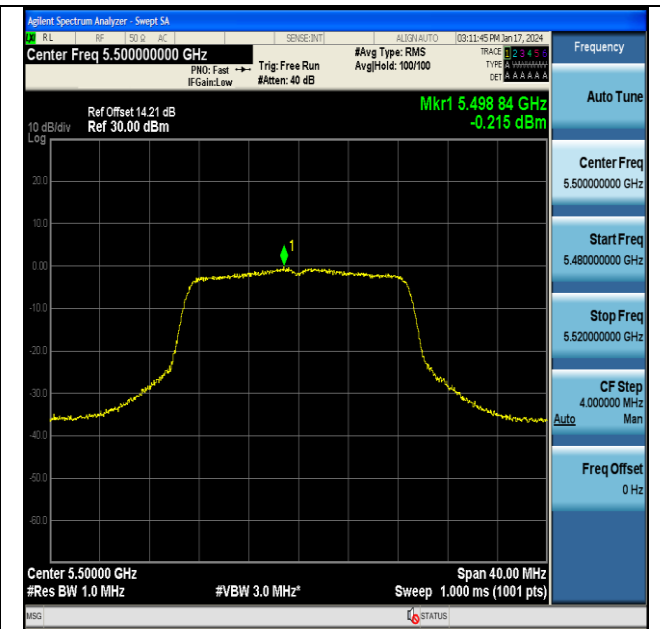 Agilent Spectrum Analyzer - Swept SA
RL RF 50 Ω AC SENSE:INT ALIGN AUTO 03:11:45 PM Jan 17, 2024
Center Freq 5.500000000 GHz
PNO: Fast
IFGain:Low
Trig: Free Run
#Atten: 40 dB
#Avg Type: RMS
Avg|Hold: 100/100
TRACE 1 2 3 4 5 6
TYPE A
DET A A A A A A
Ref Offset 14.21 dB
Ref 30.00 dBm
10 dB/div
Log
Mkr1 5.498 84 GHz
-0.215 dBm
20.0
10.0
0.00
-10.0
-20.0
-30.0
-40.0
-50.0
-60.0
1
Center 5.50000 GHz Span 40.00 MHz
#Res BW 1.0 MHz #VBW 3.0 MHz* Sweep 1.000 ms (1001 pts)
MSG STATUS
Frequency
Auto Tune
Center Freq
5.500000000 GHz
Start Freq
5.480000000 GHz
Stop Freq
5.520000000 GHz
CF Step
4.000000 MHz
Auto Man
Freq Offset
0 Hz